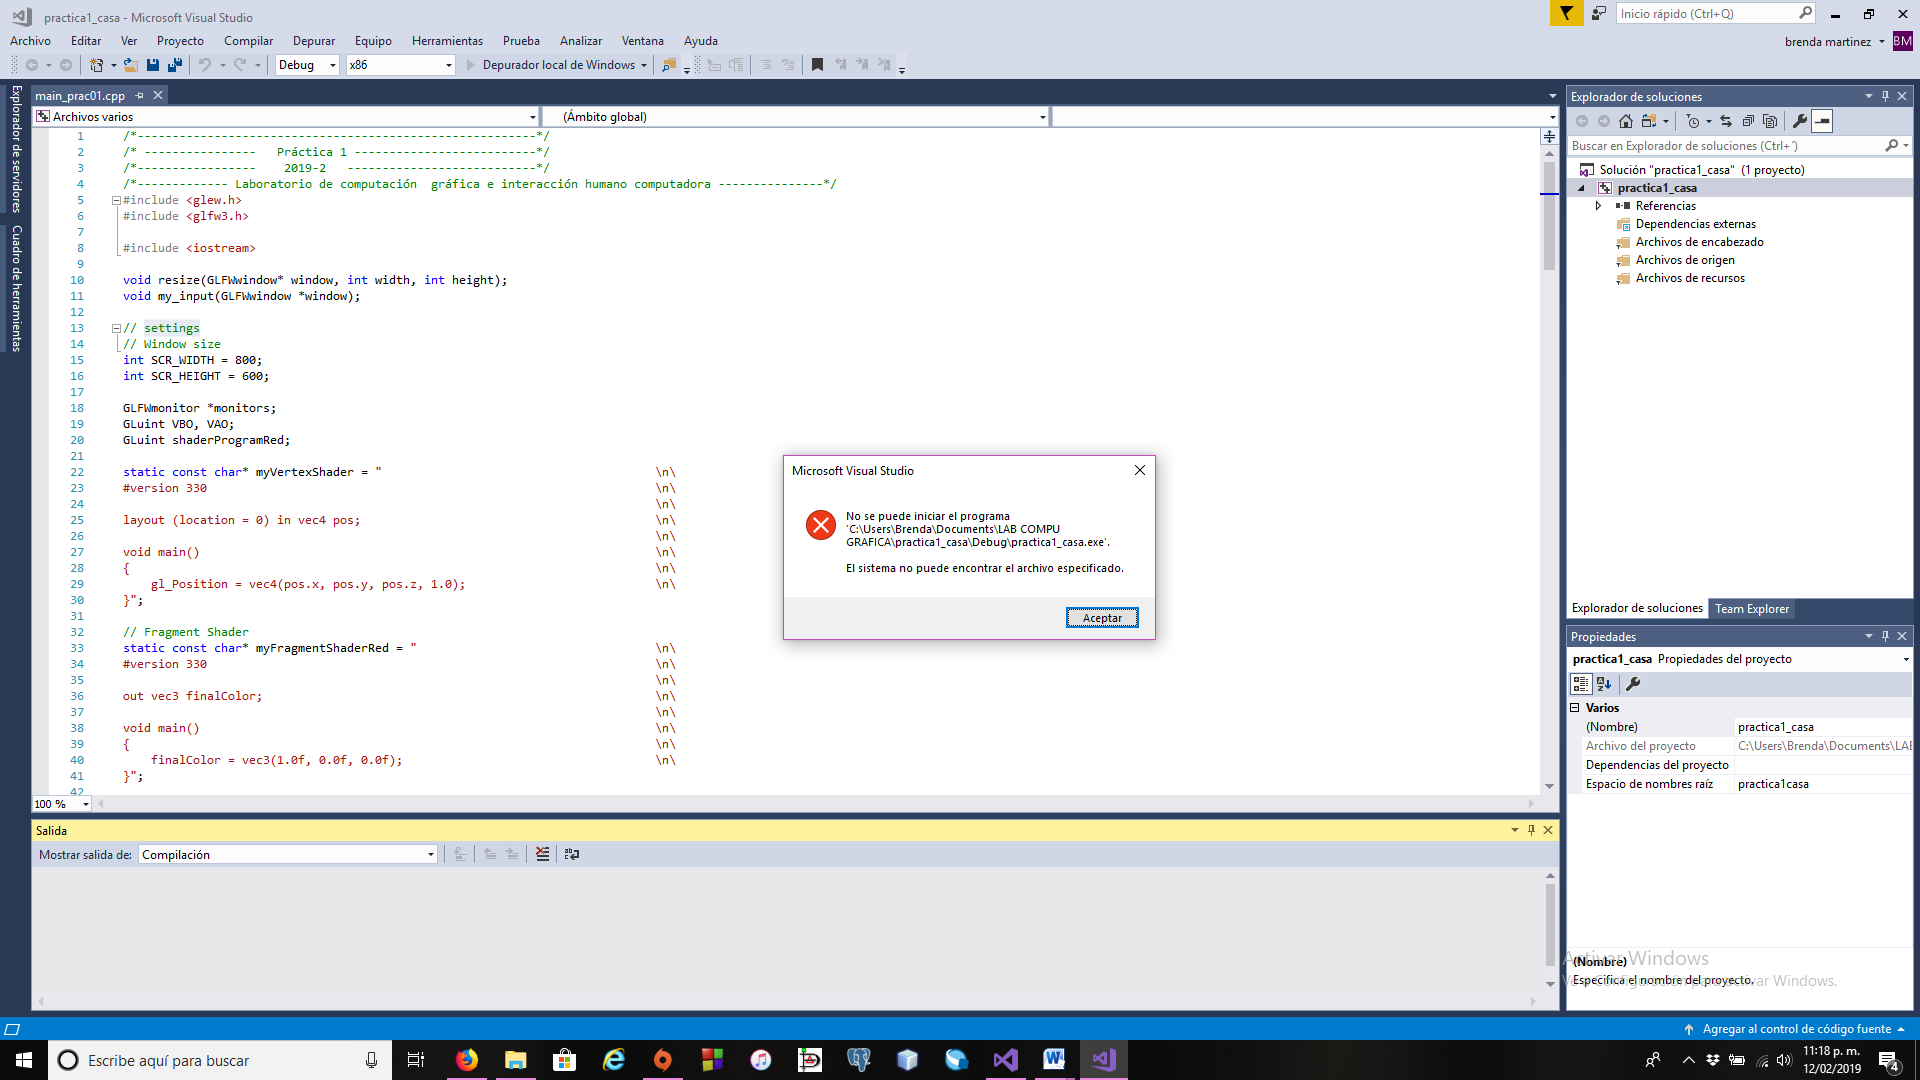 practica1_casa - Microsoft Visual Studio
Inicio rápido (Ctrl+Q)
Archivo Editar Ver Proyecto Compilar Depurar Equipo Herramientas Prueba Analizar Ventana Ayuda
brenda martinez BM
Debug x86 Depurador local de Windows
Explorador de servidores
Cuadro de herramientas
main_prac01.cpp
Archivos varios (Ámbito global)
1 /*---------------------------------------------------------*/
2 /* ---------------- Práctica 1 --------------------------*/
3 /*----------------- 2019-2 ---------------------------*/
4 /*------------- Laboratorio de computación gráfica e interacción humano computadora ---------------*/
5 #include <glew.h>
6 #include <glfw3.h>
7
8 #include <iostream>
9
10 void resize(GLFWwindow* window, int width, int height);
11 void my_input(GLFWwindow *window);
12
13 // settings
14 // Window size
15 int SCR_WIDTH = 800;
16 int SCR_HEIGHT = 600;
17
18 GLFWmonitor *monitors;
19 GLuint VBO, VAO;
20 GLuint shaderProgramRed;
21
22 static const char* myVertexShader = " \n\
23 #version 330 \n\
24 \n\
25 layout (location = 0) in vec4 pos; \n\
26 \n\
27 void main() \n\
28 { \n\
29 gl_Position = vec4(pos.x, pos.y, pos.z, 1.0); \n\
30 }";
31
32 // Fragment Shader
33 static const char* myFragmentShaderRed = " \n\
34 #version 330 \n\
35 \n\
36 out vec3 finalColor; \n\
37 \n\
38 void main() \n\
39 { \n\
40 finalColor = vec3(1.0f, 0.0f, 0.0f); \n\
41 }";
42
100 %
Microsoft Visual Studio
No se puede iniciar el programa
'C:\Users\Brenda\Documents\LAB COMPU
GRAFICA\practica1_casa\Debug\practica1_casa.exe'.
El sistema no puede encontrar el archivo especificado.
Aceptar
Salida
Mostrar salida de: Compilación
Explorador de soluciones
Buscar en Explorador de soluciones (Ctrl+´)
Solución "practica1_casa" (1 proyecto)
practica1_casa
Referencias
Dependencias externas
Archivos de encabezado
Archivos de origen
Archivos de recursos
Explorador de soluciones Team Explorer
Propiedades
practica1_casa Propiedades del proyecto
Varios
(Nombre) practica1_casa
Archivo del proyecto C:\Users\Brenda\Documents\LAB
Dependencias del proyecto
Espacio de nombres raíz practica1casa
(Nombre)
Especifica el nombre del proyecto.
Activar Windows
Ve a Configuración para activar Windows.
Agregar al control de código fuente
Escribe aquí para buscar
11:18 p. m.
12/02/2019
4